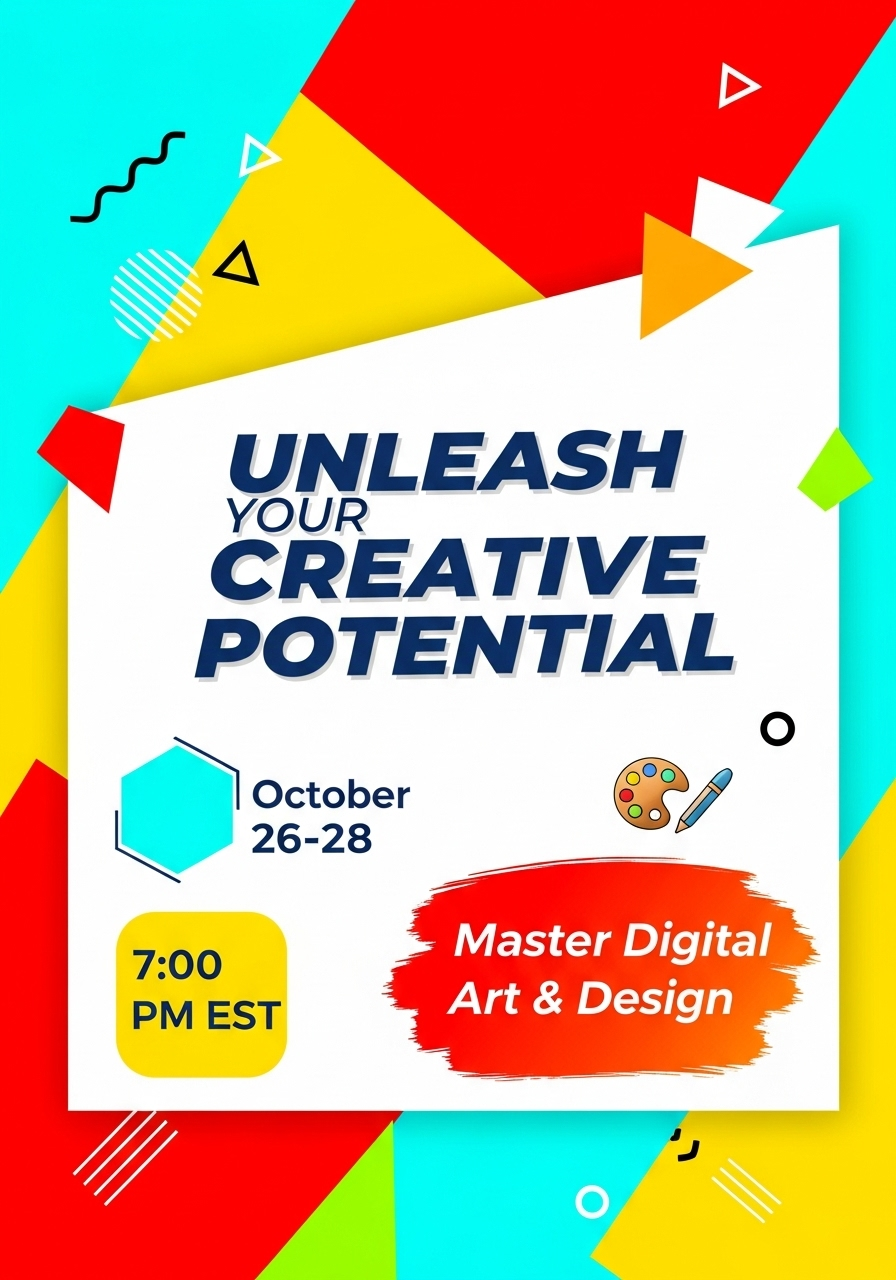 UNLEASH
YOUR
CREATIVE
POTENTIAL
October
26-28
7:00
PM EST
Master Digital
Art & Design